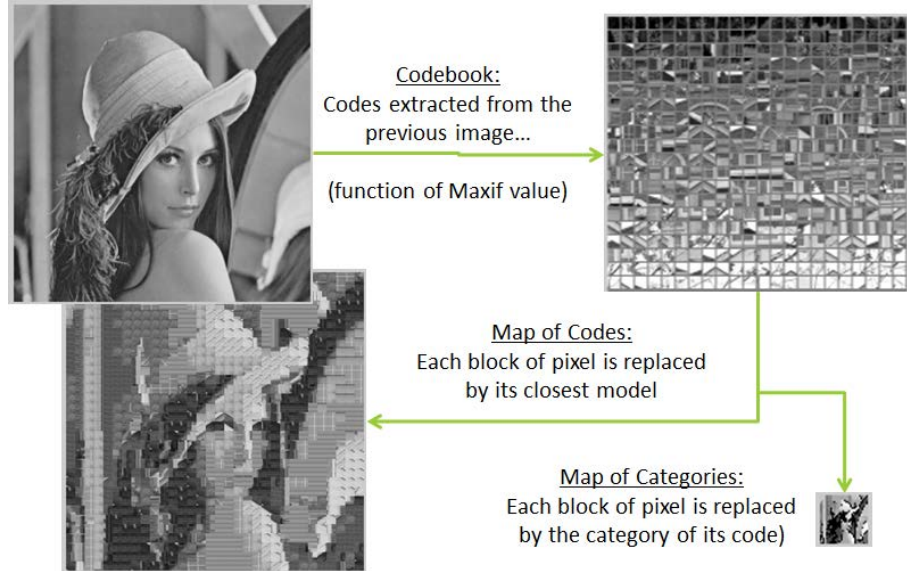 Codebook:
Codes extracted from the
previous image...
(function of Maxif value)
Map of Codes:
Each block of pixel is replaced
by its closest model
Map of Categories:
Each block of pixel is replaced
by the category of its code)